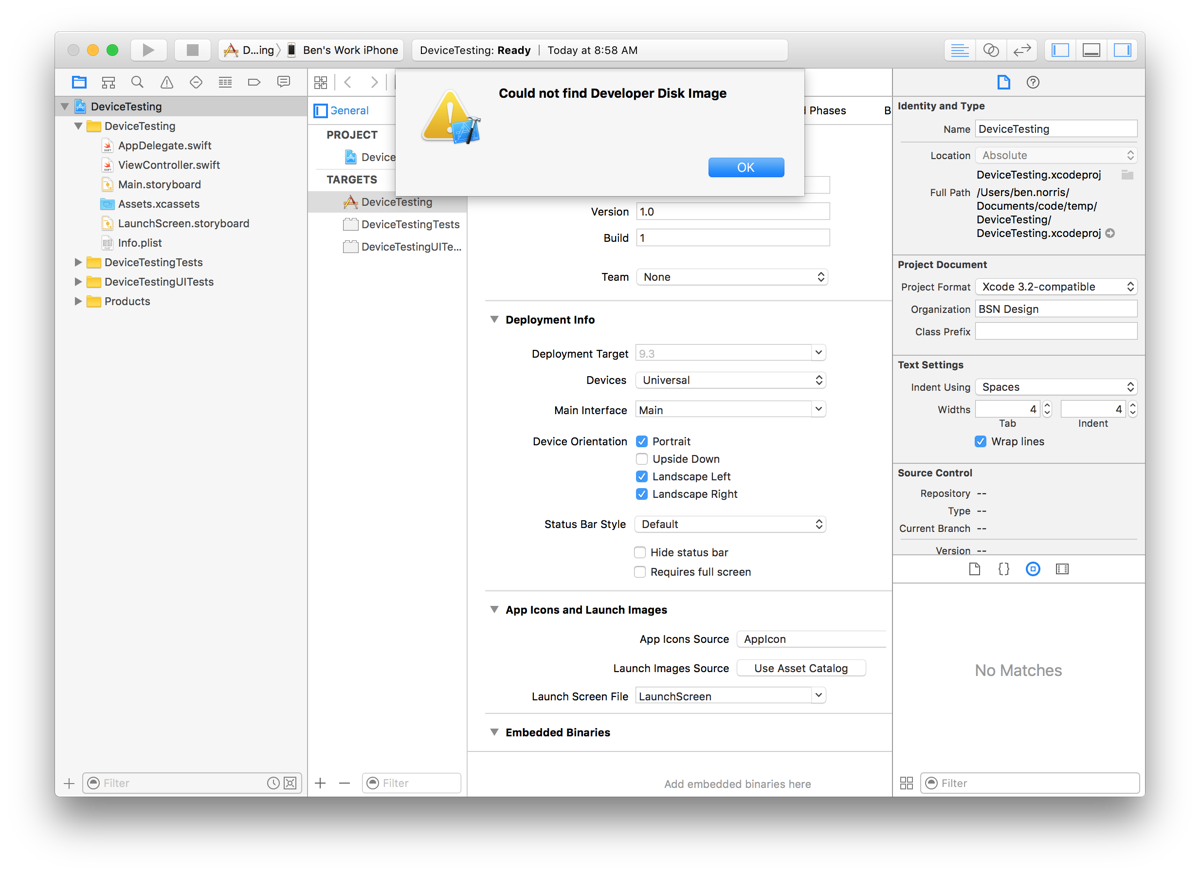 D...ing
Ben's Work iPhone
DeviceTesting: Ready | Today at 8:58 AM
DeviceTesting
DeviceTesting
AppDelegate.swift
ViewController.swift
Main.storyboard
Assets.xcassets
LaunchScreen.storyboard
Info.plist
DeviceTestingTests
DeviceTestingUITests
Products
Filter
General
PROJECT
Device
TARGETS
DeviceTesting
DeviceTestingTests
DeviceTestingUITe...
Filter
Could not find Developer Disk Image
OK
Phases
B
Version 1.0
Build 1
Team None
Deployment Info
Deployment Target 9.3
Devices Universal
Main Interface Main
Device Orientation Portrait
Upside Down
Landscape Left
Landscape Right
Status Bar Style Default
Hide status bar
Requires full screen
App Icons and Launch Images
App Icons Source AppIcon
Launch Images Source Use Asset Catalog
Launch Screen File LaunchScreen
Embedded Binaries
Add embedded binaries here
Identity and Type
Name DeviceTesting
Location Absolute
DeviceTesting.xcodeproj
Full Path /Users/ben.norris/
Documents/code/temp/
DeviceTesting/
DeviceTesting.xcodeproj
Project Document
Project Format Xcode 3.2-compatible
Organization BSN Design
Class Prefix
Text Settings
Indent Using Spaces
Widths 4 4
Tab Indent
Wrap lines
Source Control
Repository --
Type --
Current Branch --
Version --
No Matches
Filter